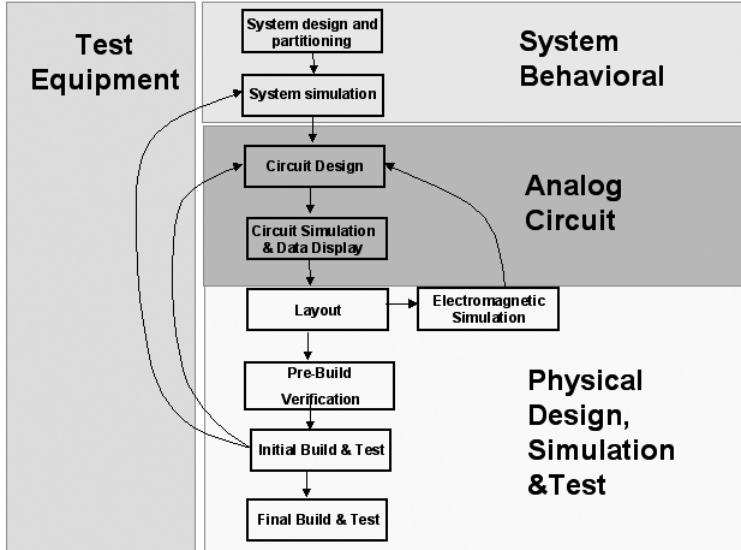 Test
Equipment
System design and
partitioning
System simulation
System
Behavioral
Circuit Design
Circuit Simulation
& Data Display
Analog
Circuit
Layout
Electromagnetic
Simulation
Pre-Build
Verification
Initial Build & Test
Final Build & Test
Physical
Design,
Simulation
&Test